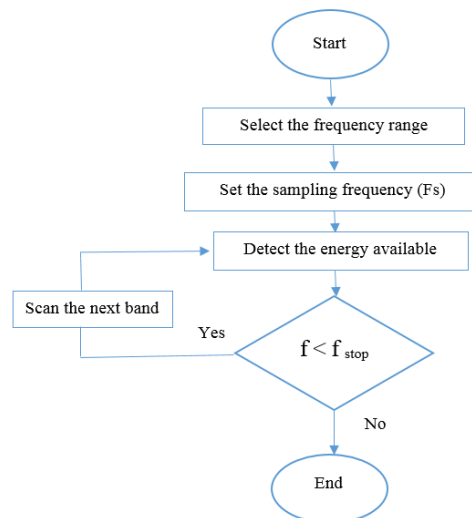 Start
Select the frequency range
Set the sampling frequency (Fs)
Detect the energy available
Scan the next band
Yes
f < f stop
No
End